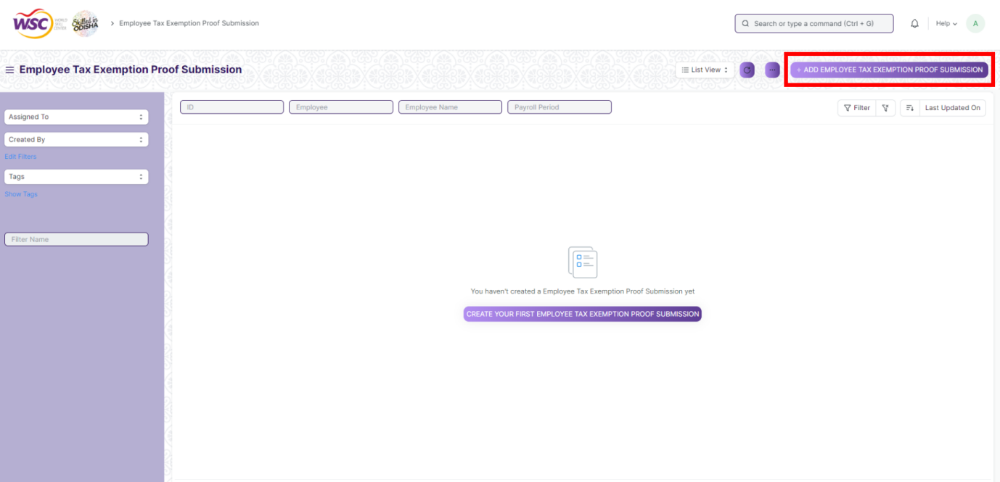 WSC WORLD SKILL CENTER Skilled in ODISHA > Employee Tax Exemption Proof Submission Search or type a command (Ctrl + G) Help A
Employee Tax Exemption Proof Submission List View ... + ADD EMPLOYEE TAX EXEMPTION PROOF SUBMISSION
Assigned To
Created By
Edit Filters
Tags
Show Tags
Filter Name
ID Employee Employee Name Payroll Period Filter Last Updated On
You haven't created a Employee Tax Exemption Proof Submission yet
CREATE YOUR FIRST EMPLOYEE TAX EXEMPTION PROOF SUBMISSION